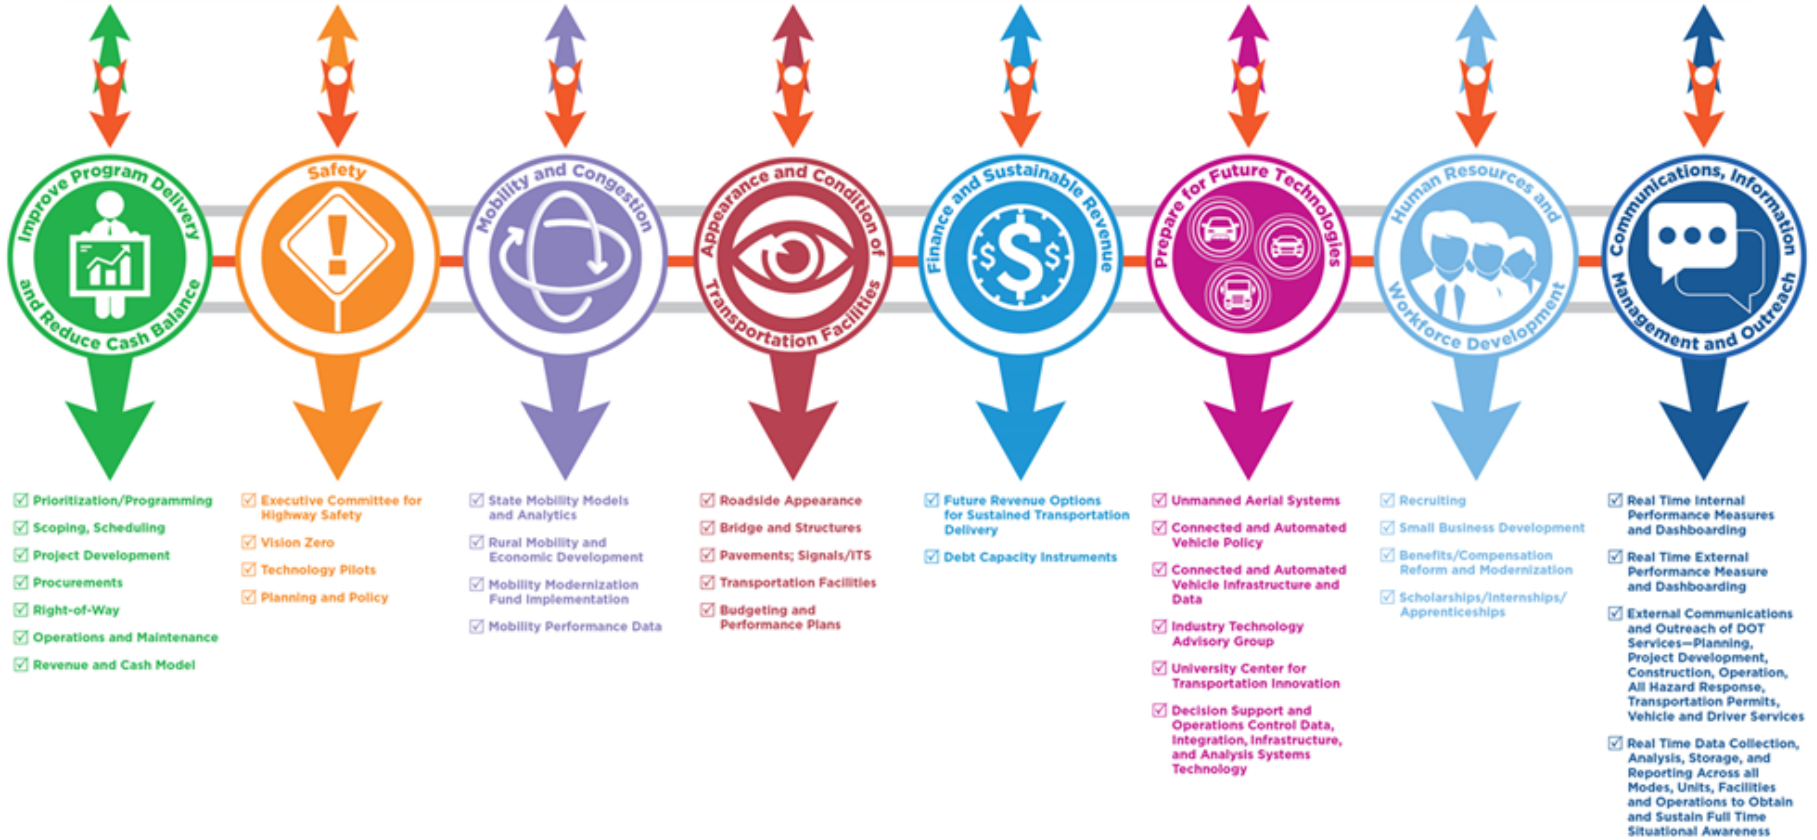 Improve Program Delivery
and Reduce Cash Balance
Safety
Mobility and Congestion
Appearance and Condition of
Transportation Facilities
Finance and Sustainable Revenue
$ $ $
Prepare for Future Technologies
Human Resources and
Workforce Development
Communications, Information
Management and Outreach
Prioritization/Programming
Scoping, Scheduling
Project Development
Procurements
Right-of-Way
Operations and Maintenance
Revenue and Cash Model
Executive Committee for
Highway Safety
Vision Zero
Technology Pilots
Planning and Policy
State Mobility Models
and Analytics
Rural Mobility and
Economic Development
Mobility Modernization
Fund Implementation
Mobility Performance Data
Roadside Appearance
Bridge and Structures
Pavements; Signals/ITS
Transportation Facilities
Budgeting and
Performance Plans
Future Revenue Options
for Sustained Transportation
Delivery
Debt Capacity Instruments
Unmanned Aerial Systems
Connected and Automated
Vehicle Policy
Connected and Automated
Vehicle Infrastructure and
Data
Industry Technology
Advisory Group
University Center for
Transportation Innovation
Decision Support and
Operations Control Data,
Integration, Infrastructure,
and Analysis Systems
Technology
Recruiting
Small Business Development
Benefits/Compensation
Reform and Modernization
Scholarships/Internships/
Apprenticeships
Real Time Internal
Performance Measures
and Dashboarding
Real Time External
Performance Measure
and Dashboarding
External Communications
and Outreach of DOT
Services—Planning,
Project Development,
Construction, Operation,
All Hazard Response,
Transportation Permits,
Vehicle and Driver Services
Real Time Data Collection,
Analysis, Storage, and
Reporting Across all
Modes, Units, Facilities
and Operations to Obtain
and Sustain Full Time
Situational Awareness